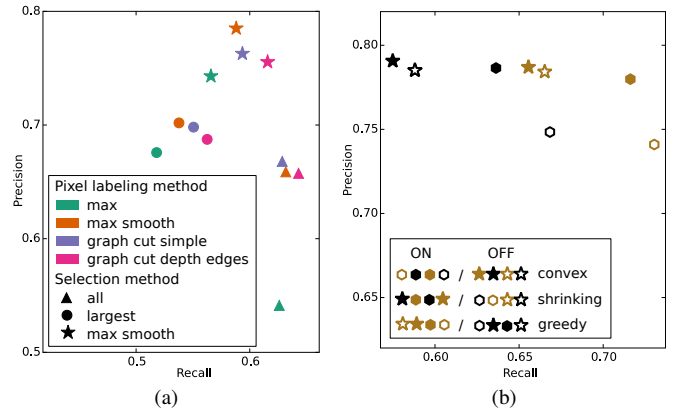 0.8
0.7
0.6
0.5
Precision
Pixel labeling method
max
max smooth
graph cut simple
graph cut depth edges
Selection method
all
largest
max smooth
0.5 0.6
Recall
(a)
0.80
0.75
0.70
0.65
Precision
ON OFF
/ convex
/ shrinking
/ greedy
0.60 0.65 0.70
Recall
(b)